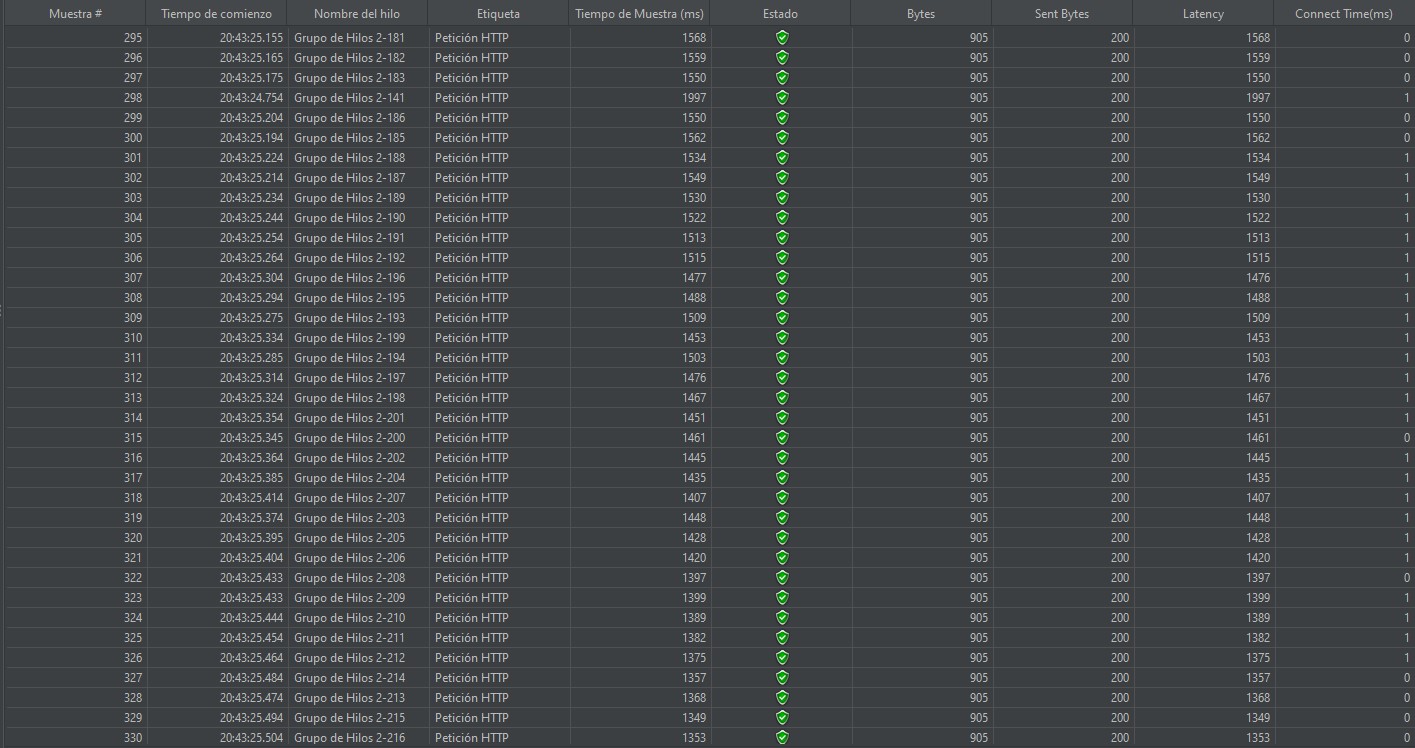 Muestra # Tiempo de comienzo Nombre del hilo Etiqueta Tiempo de Muestra (ms) Estado Bytes Sent Bytes Latency Connect Time(ms)
295 20:43:25.155 Grupo de Hilos 2-181 Petición HTTP 1568 905 200 1568 0
296 20:43:25.165 Grupo de Hilos 2-182 Petición HTTP 1559 905 200 1559 0
297 20:43:25.175 Grupo de Hilos 2-183 Petición HTTP 1550 905 200 1550 0
298 20:43:24.754 Grupo de Hilos 2-141 Petición HTTP 1997 905 200 1997 1
299 20:43:25.204 Grupo de Hilos 2-186 Petición HTTP 1550 905 200 1550 0
300 20:43:25.194 Grupo de Hilos 2-185 Petición HTTP 1562 905 200 1562 0
301 20:43:25.224 Grupo de Hilos 2-188 Petición HTTP 1534 905 200 1534 1
302 20:43:25.214 Grupo de Hilos 2-187 Petición HTTP 1549 905 200 1549 1
303 20:43:25.234 Grupo de Hilos 2-189 Petición HTTP 1530 905 200 1530 1
304 20:43:25.244 Grupo de Hilos 2-190 Petición HTTP 1522 905 200 1522 1
305 20:43:25.254 Grupo de Hilos 2-191 Petición HTTP 1513 905 200 1513 1
306 20:43:25.264 Grupo de Hilos 2-192 Petición HTTP 1515 905 200 1515 1
307 20:43:25.304 Grupo de Hilos 2-196 Petición HTTP 1477 905 200 1476 1
308 20:43:25.294 Grupo de Hilos 2-195 Petición HTTP 1488 905 200 1488 1
309 20:43:25.275 Grupo de Hilos 2-193 Petición HTTP 1509 905 200 1509 1
310 20:43:25.334 Grupo de Hilos 2-199 Petición HTTP 1453 905 200 1453 1
311 20:43:25.285 Grupo de Hilos 2-194 Petición HTTP 1503 905 200 1503 1
312 20:43:25.314 Grupo de Hilos 2-197 Petición HTTP 1476 905 200 1476 1
313 20:43:25.324 Grupo de Hilos 2-198 Petición HTTP 1467 905 200 1467 1
314 20:43:25.354 Grupo de Hilos 2-201 Petición HTTP 1451 905 200 1451 1
315 20:43:25.345 Grupo de Hilos 2-200 Petición HTTP 1461 905 200 1461 0
316 20:43:25.364 Grupo de Hilos 2-202 Petición HTTP 1445 905 200 1445 1
317 20:43:25.385 Grupo de Hilos 2-204 Petición HTTP 1435 905 200 1435 1
318 20:43:25.414 Grupo de Hilos 2-207 Petición HTTP 1407 905 200 1407 1
319 20:43:25.374 Grupo de Hilos 2-203 Petición HTTP 1448 905 200 1448 1
320 20:43:25.395 Grupo de Hilos 2-205 Petición HTTP 1428 905 200 1428 1
321 20:43:25.404 Grupo de Hilos 2-206 Petición HTTP 1420 905 200 1420 1
322 20:43:25.433 Grupo de Hilos 2-208 Petición HTTP 1397 905 200 1397 0
323 20:43:25.433 Grupo de Hilos 2-209 Petición HTTP 1399 905 200 1399 1
324 20:43:25.444 Grupo de Hilos 2-210 Petición HTTP 1389 905 200 1389 1
325 20:43:25.454 Grupo de Hilos 2-211 Petición HTTP 1382 905 200 1382 1
326 20:43:25.464 Grupo de Hilos 2-212 Petición HTTP 1375 905 200 1375 1
327 20:43:25.484 Grupo de Hilos 2-214 Petición HTTP 1357 905 200 1357 0
328 20:43:25.474 Grupo de Hilos 2-213 Petición HTTP 1368 905 200 1368 0
329 20:43:25.494 Grupo de Hilos 2-215 Petición HTTP 1349 905 200 1349 0
330 20:43:25.504 Grupo de Hilos 2-216 Petición HTTP 1353 905 200 1353 0